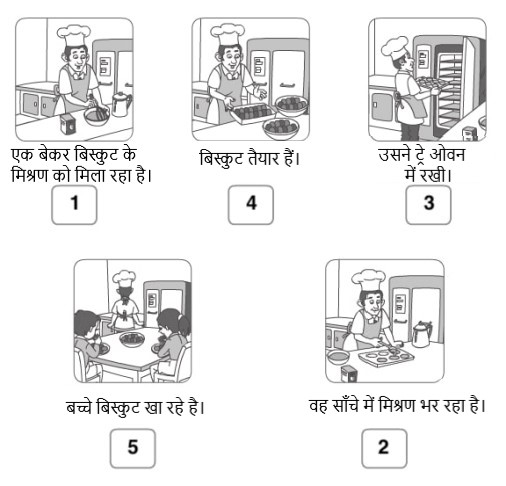 एक बेकर बिस्कुट के
मिश्रण को मिला रहा है।
1
बिस्कुट तैयार हैं।
4
उसने ट्रे ओवन
में रखी।
3
बच्चे बिस्कुट खा रहे है।
5
वह साँचे में मिश्रण भर रहा है।
2